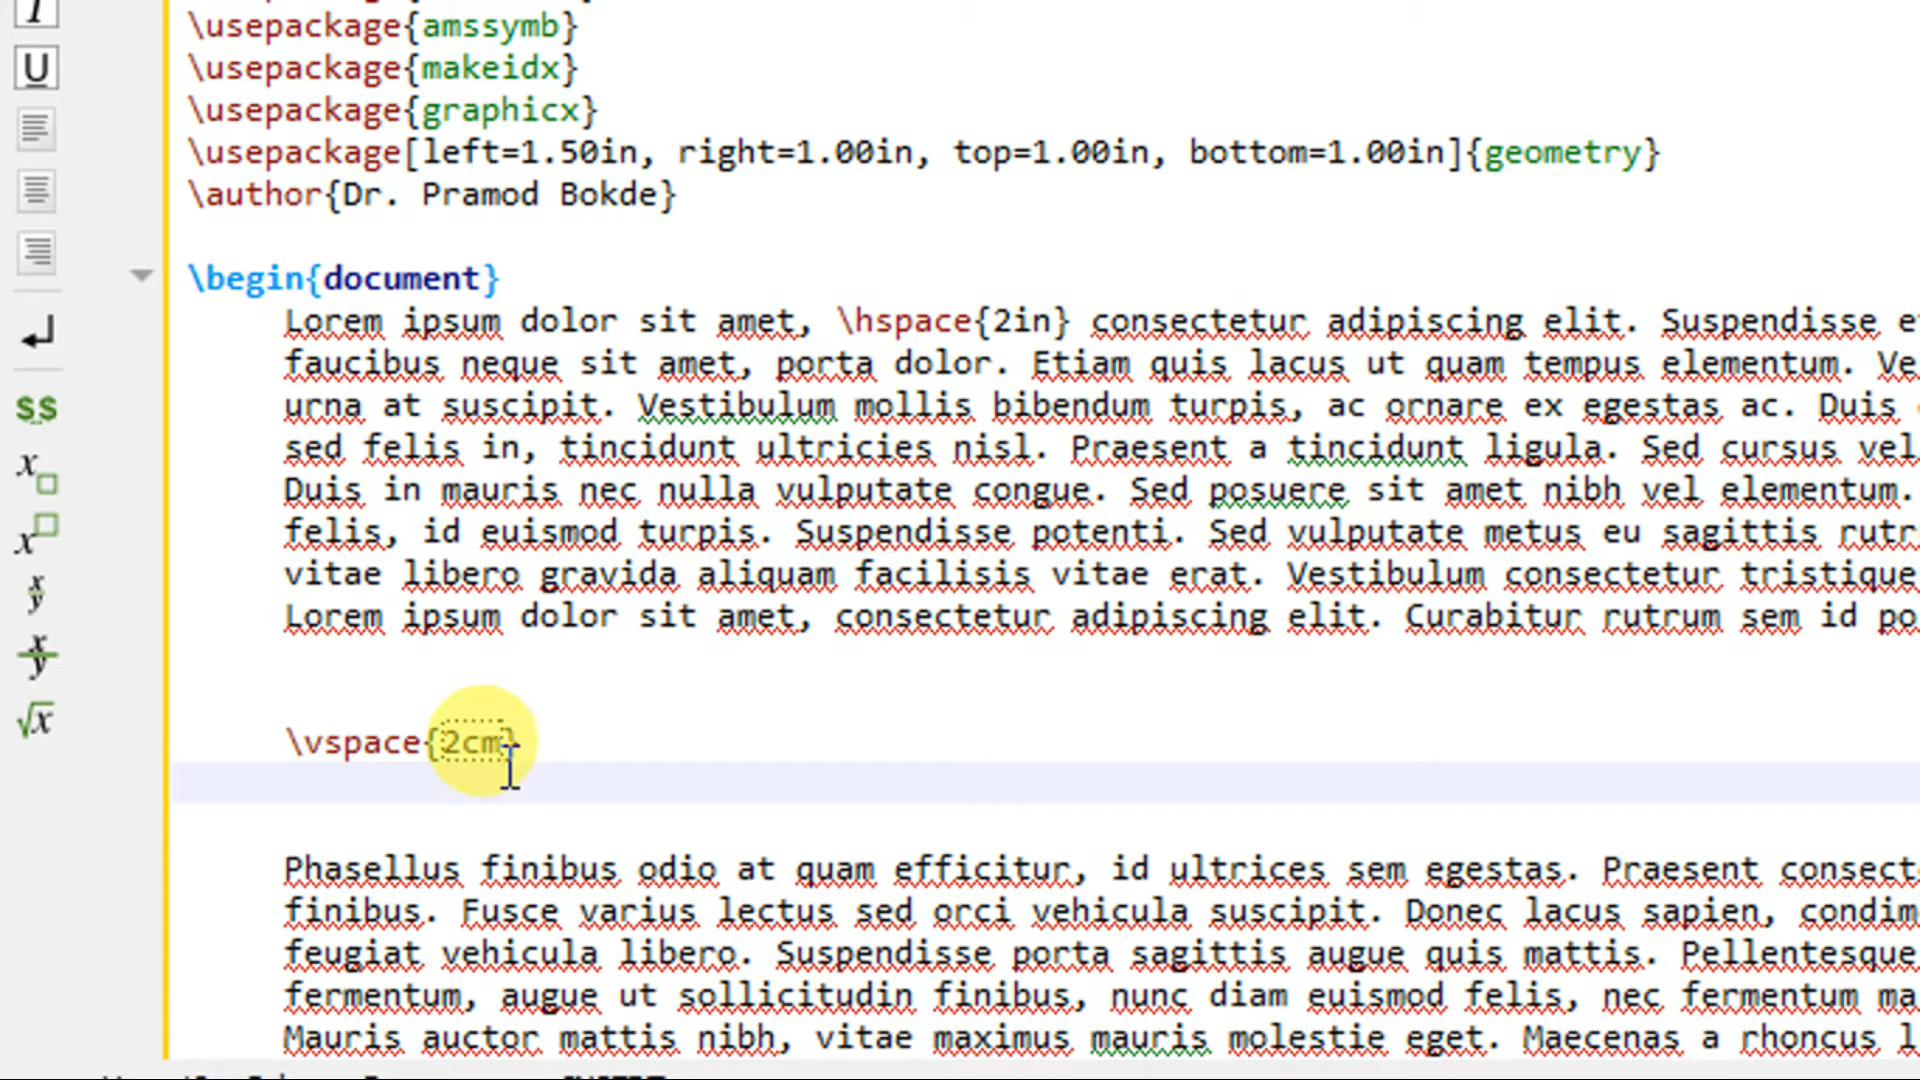 \usepackage{amssymb}
\usepackage{makeidx}
\usepackage{graphicx}
\usepackage[left=1.50in, right=1.00in, top=1.00in, bottom=1.00in]{geometry}
\author{Dr. Pramod Bokde}
\begin{document}
Lorem ipsum dolor sit amet, \hspace{2in} consectetur adipiscing elit. Suspendisse
faucibus neque sit amet, porta dolor. Etiam quis lacus ut quam tempus elementum. Ve
urna at suscipit. Vestibulum mollis bibendum turpis, ac ornare ex egestas ac. Duis
sed felis in, tincidunt ultricies nisl. Praesent a tincidunt ligula. Sed cursus vel
Duis in mauris nec nulla vulputate congue. Sed posuere sit amet nibh vel elementum.
felis, id euismod turpis. Suspendisse potenti. Sed vulputate metus eu sagittis rutr
vitae libero gravida aliquam facilisis vitae erat. Vestibulum consectetur tristique
Lorem ipsum dolor sit amet, consectetur adipiscing elit. Curabitur rutrum sem id po
\vspace{2cm}
Phasellus finibus odio at quam efficitur, id ultrices sem egestas. Praesent consect
finibus. Fusce varius lectus sed orci vehicula suscipit. Donec lacus sapien, condim
feugiat vehicula libero. Suspendisse porta sagittis augue quis mattis. Pellentesque
fermentum, augue ut sollicitudin finibus, nunc diam euismod felis, nec fermentum ma
Mauris auctor mattis nibh, vitae maximus mauris molestie eget. Maecenas a rhoncus l